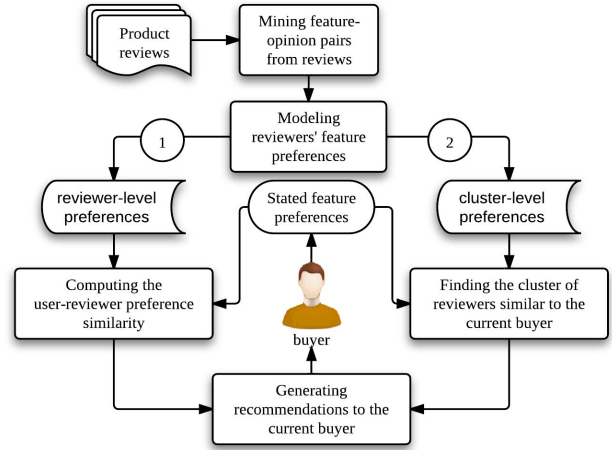 Product
reviews
Mining feature-
opinion pairs
from reviews
Modeling
reviewers' feature
preferences
1
2
reviewer-level
preferences
Stated feature
preferences
cluster-level
preferences
Computing the
user-reviewer preference
similarity
buyer
Finding the cluster of
reviewers similar to the
current buyer
Generating
recommendations to the
current buyer